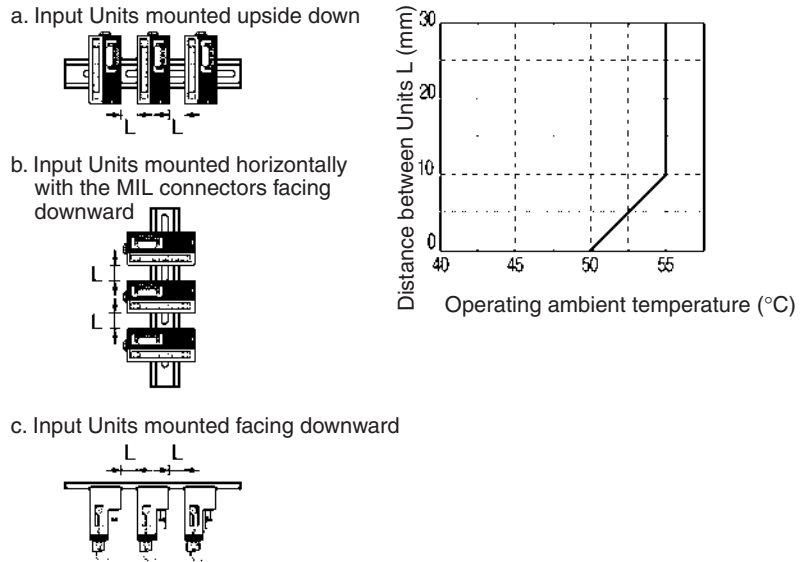 a. Input Units mounted upside down
L L
b. Input Units mounted horizontally
with the MIL connectors facing
downward
L
L
c. Input Units mounted facing downward
L L
Distance between Units L (mm)
30
20
10
0
40 45 50 55
Operating ambient temperature (°C)